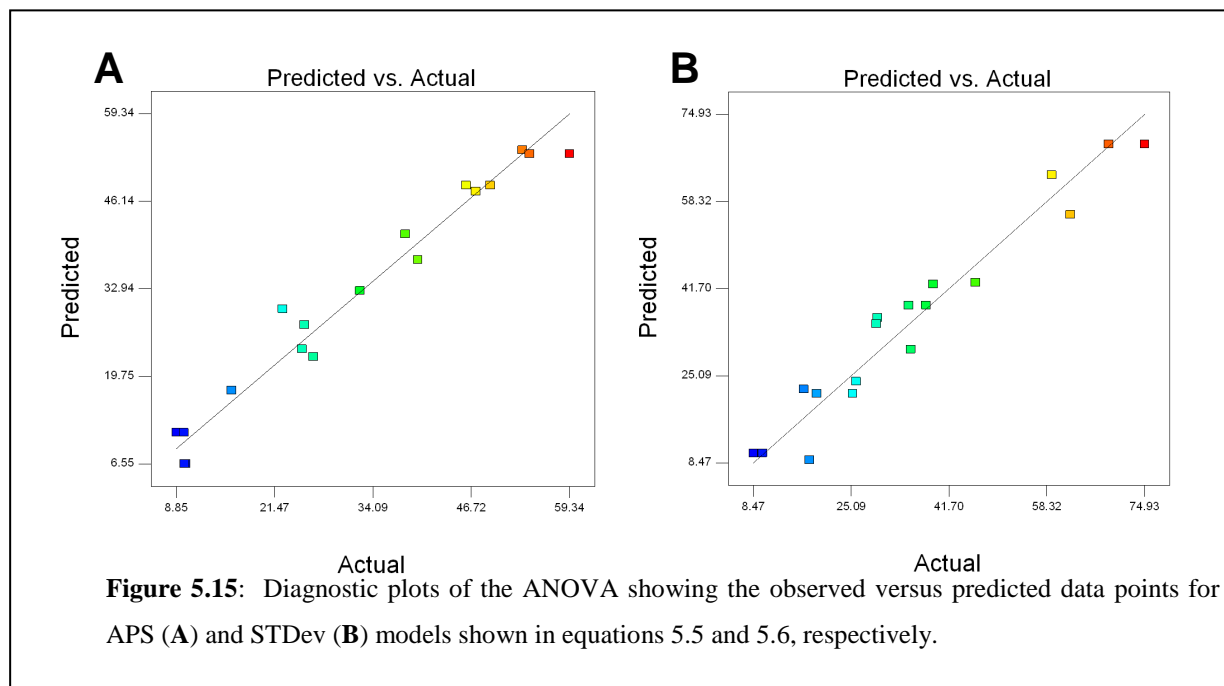 A
Predicted vs. Actual
59.34
46.14
32.94
19.75
6.55
Predicted
8.85 21.47 34.09 46.72 59.34
Actual
B
Predicted vs. Actual
74.93
58.32
41.70
25.09
8.47
Predicted
8.47 25.09 41.70 58.32 74.93
Actual
Figure 5.15: Diagnostic plots of the ANOVA showing the observed versus predicted data points for
APS (A) and STDev (B) models shown in equations 5.5 and 5.6, respectively.